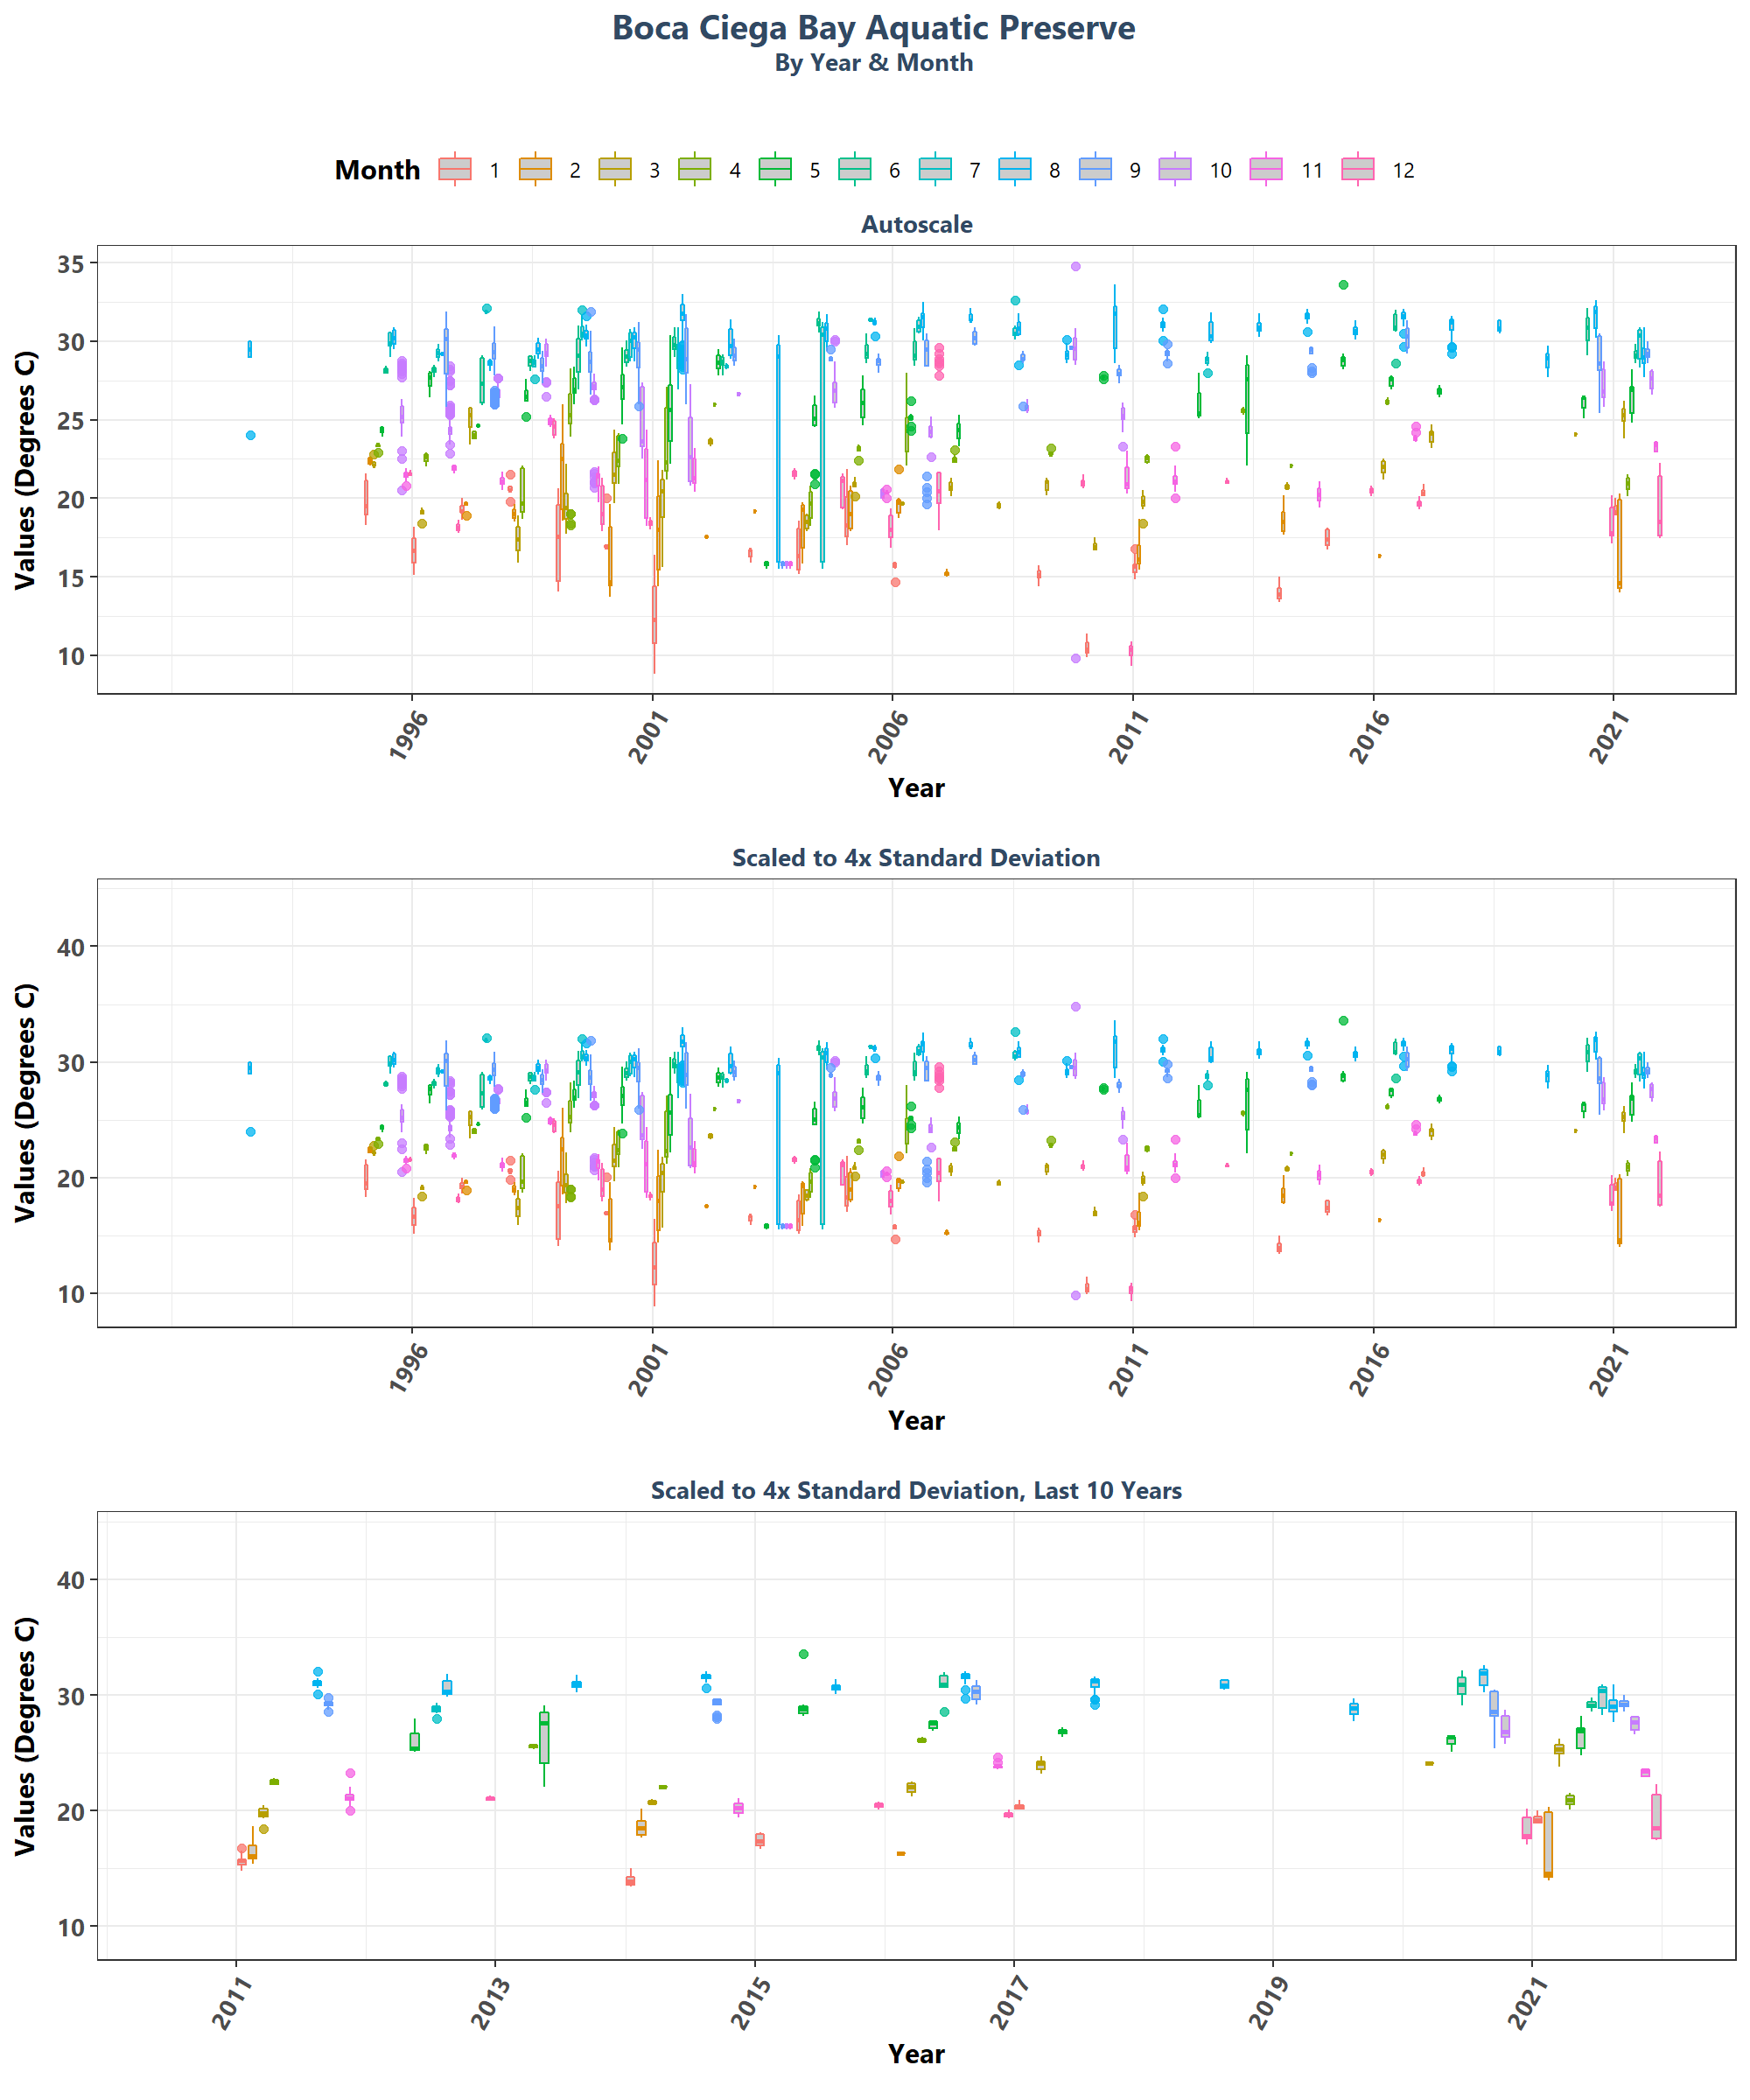 Boca Ciega Bay Aquatic Preserve
By Year & Month
Month 1 2 3 4 5 6 7 8 9 10 11 12
Autoscale
Values (Degrees C)
35
30
25
20
15
10
1996 2001 2006 2011 2016 2021
Year
Scaled to 4x Standard Deviation
Values (Degrees C)
40
30
20
10
1996 2001 2006 2011 2016 2021
Year
Scaled to 4x Standard Deviation, Last 10 Years
Values (Degrees C)
40
30
20
10
2011 2013 2015 2017 2019 2021
Year